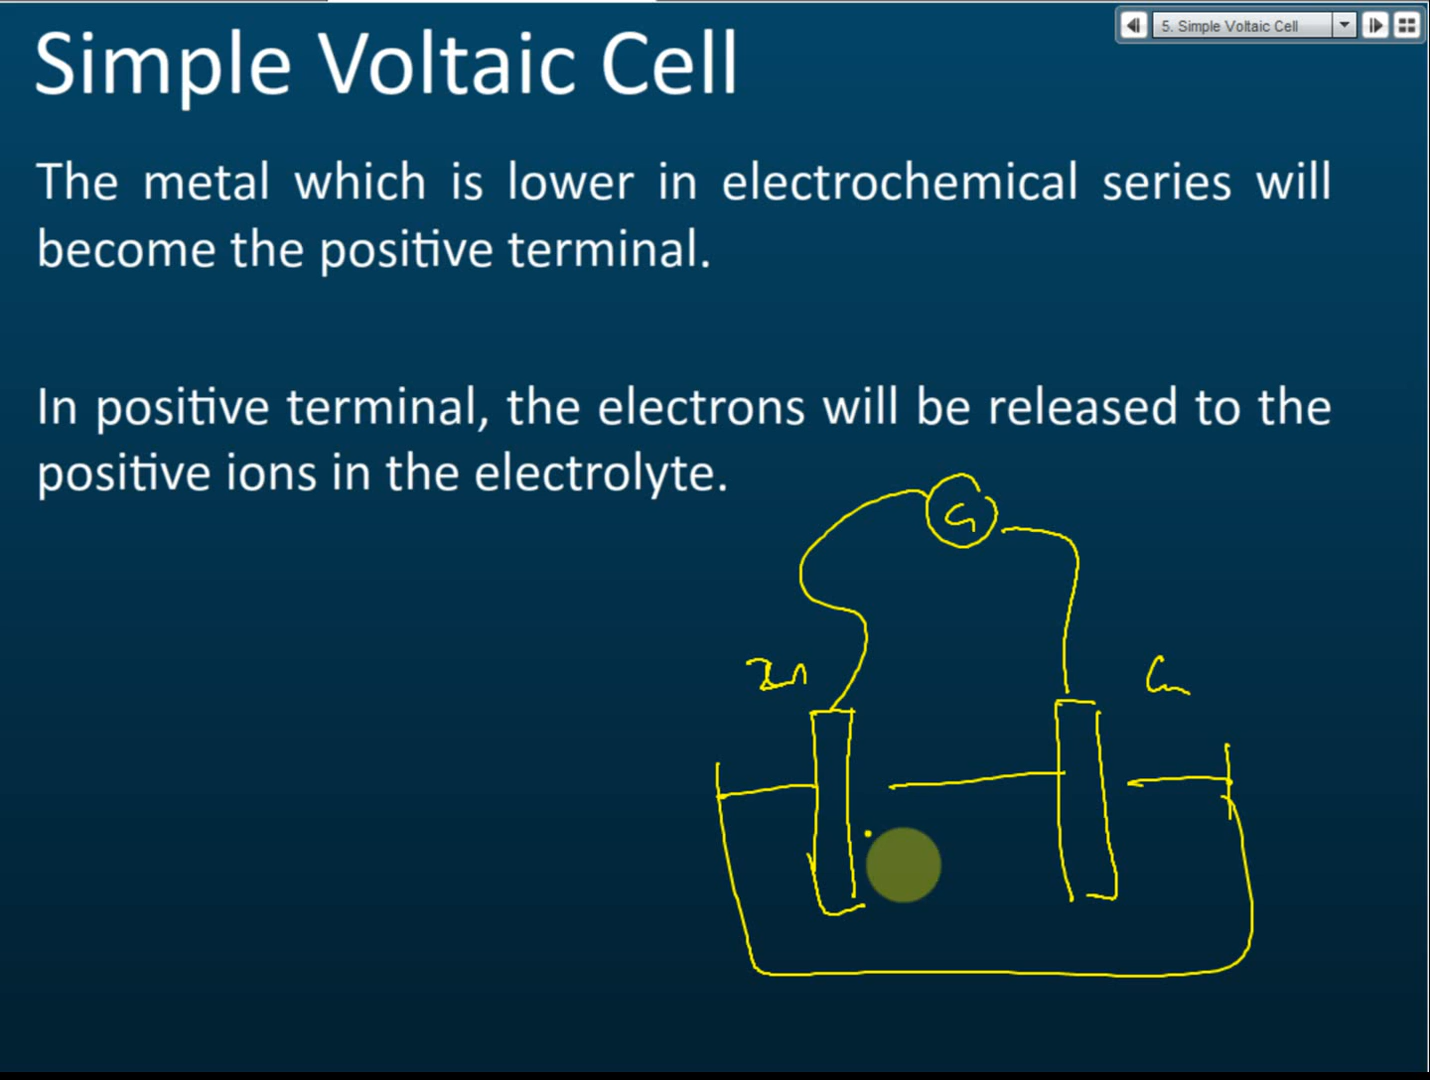 5. Simple Voltaic Cell
Simple Voltaic Cell
The metal which is lower in electrochemical series will
become the positive terminal.
In positive terminal, the electrons will be released to the
positive ions in the electrolyte.
G
Zn
Cu